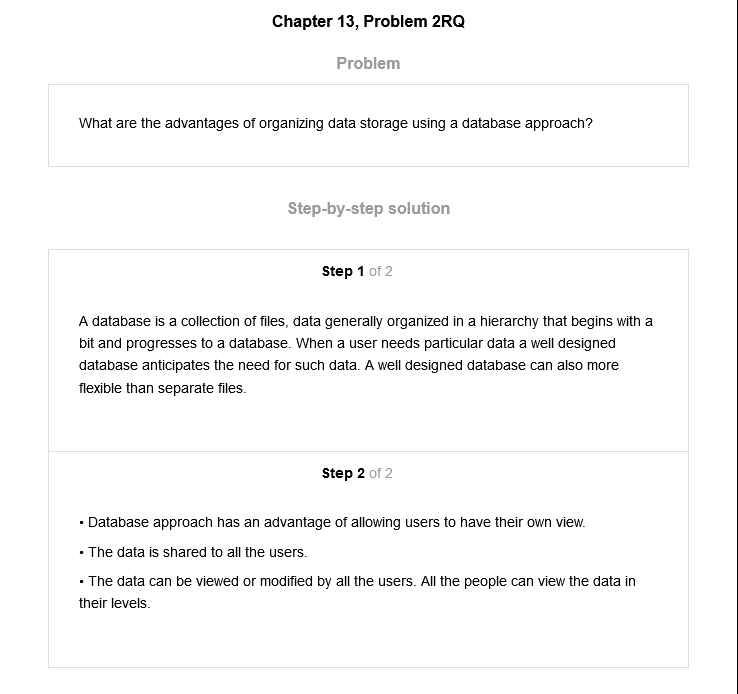 Chapter 13, Problem 2RQ
Problem
What are the advantages of organizing data storage using a database approach?
Step-by-step solution
Step 1 of 2
A database is a collection of files, data generally organized in a hierarchy that begins with a
bit and progresses to a database. When a user needs particular data a well designed
database anticipates the need for such data. A well designed database can also more
flexible than separate files.
Step 2 of 2
• Database approach has an advantage of allowing users to have their own view.
• The data is shared to all the users.
• The data can be viewed or modified by all the users. All the people can view the data in
their levels.